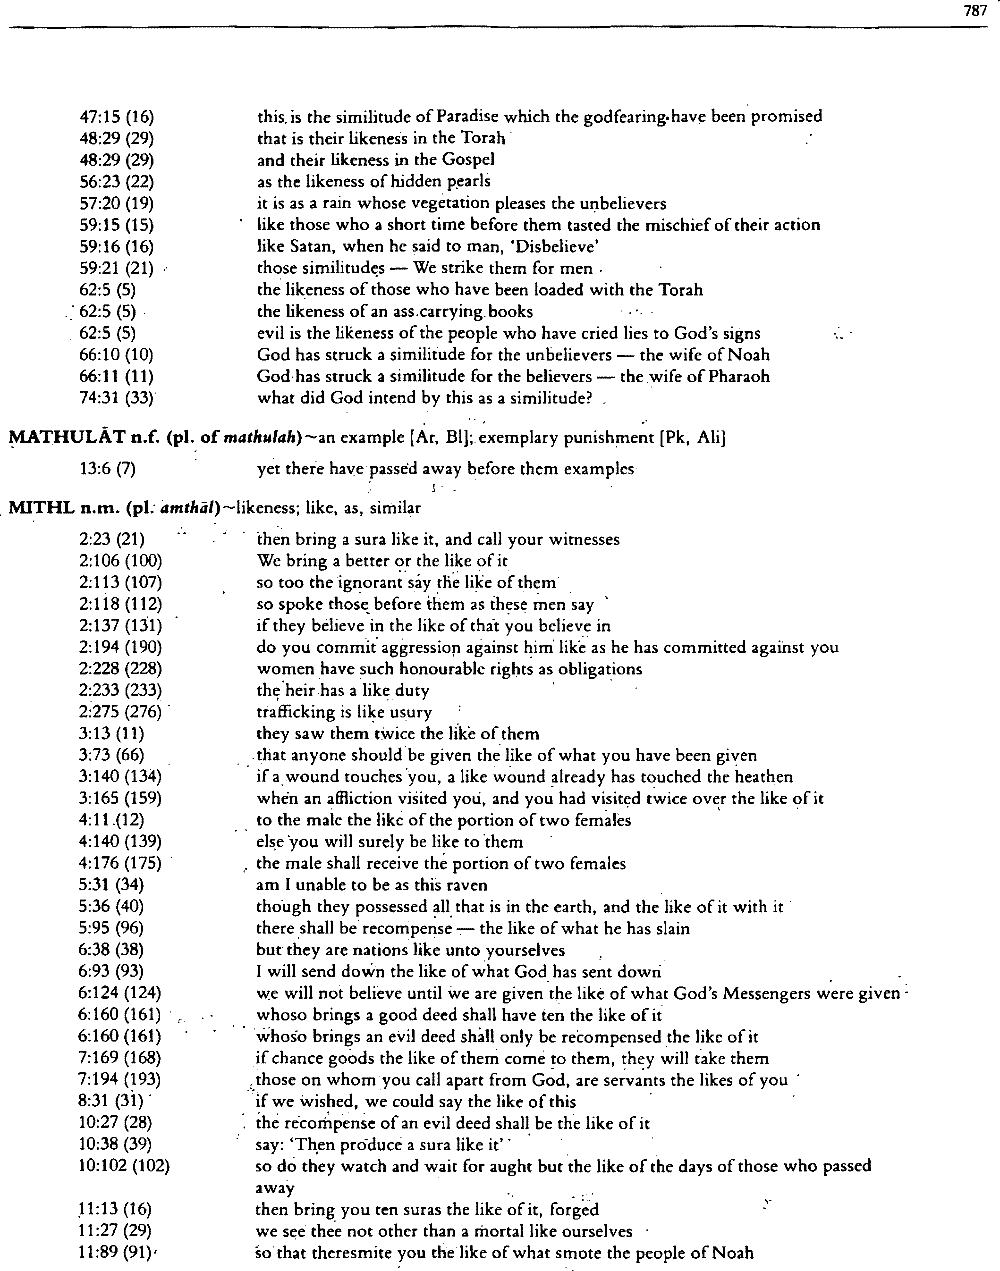 787
47:15 (16) this is the similitude of Paradise which the godfearing have been promised
48:29 (29) that is their likeness in the Torah
48:29 (29) and their likeness in the Gospel
56:23 (22) as the likeness of hidden pearls
57:20 (19) it is as a rain whose vegetation pleases the unbelievers
59:15 (15) like those who a short time before them tasted the mischief of their action
59:16 (16) like Satan, when he said to man, ‘Disbelieve’
59:21 (21) those similitudes — We strike them for men
62:5 (5) the likeness of those who have been loaded with the Torah
62:5 (5) the likeness of an ass carrying books
62:5 (5) evil is the likeness of the people who have cried lies to God's signs
66:10 (10) God has struck a similitude for the unbelievers — the wife of Noah
66:11 (11) God has struck a similitude for the believers — the wife of Pharaoh
74:31 (33) what did God intend by this as a similitude?
MATHULĀT n.f. (pl. of mathulah)~an example [Ar, Bl]; exemplary punishment [Pk, Ali]
13:6 (7) yet there have passed away before them examples
MITHL n.m. (pl. amthāl)~likeness; like, as, similar
2:23 (21) then bring a sura like it, and call your witnesses
2:106 (100) We bring a better or the like of it
2:113 (107) so too the ignorant say the like of them
2:118 (112) so spoke those before them as these men say
2:137 (131) if they believe in the like of that you believe in
2:194 (190) do you commit aggression against him like as he has committed against you
2:228 (228) women have such honourable rights as obligations
2:233 (233) the heir has a like duty
2:275 (276) trafficking is like usury
3:13 (11) they saw them twice the like of them
3:73 (66) that anyone should be given the like of what you have been given
3:140 (134) if a wound touches you, a like wound already has touched the heathen
3:165 (159) when an affliction visited you, and you had visited twice over the like of it
4:11 (12) to the male the like of the portion of two females
4:140 (139) else you will surely be like to them
4:176 (175) the male shall receive the portion of two females
5:31 (34) am I unable to be as this raven
5:36 (40) though they possessed all that is in the earth, and the like of it with it
5:95 (96) there shall be recompense — the like of what he has slain
6:38 (38) but they are nations like unto yourselves
6:93 (93) I will send down the like of what God has sent down
6:124 (124) we will not believe until we are given the like of what God's Messengers were given
6:160 (161) whoso brings a good deed shall have ten the like of it
6:160 (161) whoso brings an evil deed shall only be recompensed the like of it
7:169 (168) if chance goods the like of them come to them, they will take them
7:194 (193) those on whom you call apart from God, are servants the likes of you
8:31 (31) if we wished, we could say the like of this
10:27 (28) the recompense of an evil deed shall be the like of it
10:38 (39) say: ‘Then produce a sura like it’
10:102 (102) so do they watch and wait for aught but the like of the days of those who passed
away
11:13 (16) then bring you ten suras the like of it, forged
11:27 (29) we see thee not other than a mortal like ourselves
11:89 (91) so that theresmite you the like of what smote the people of Noah